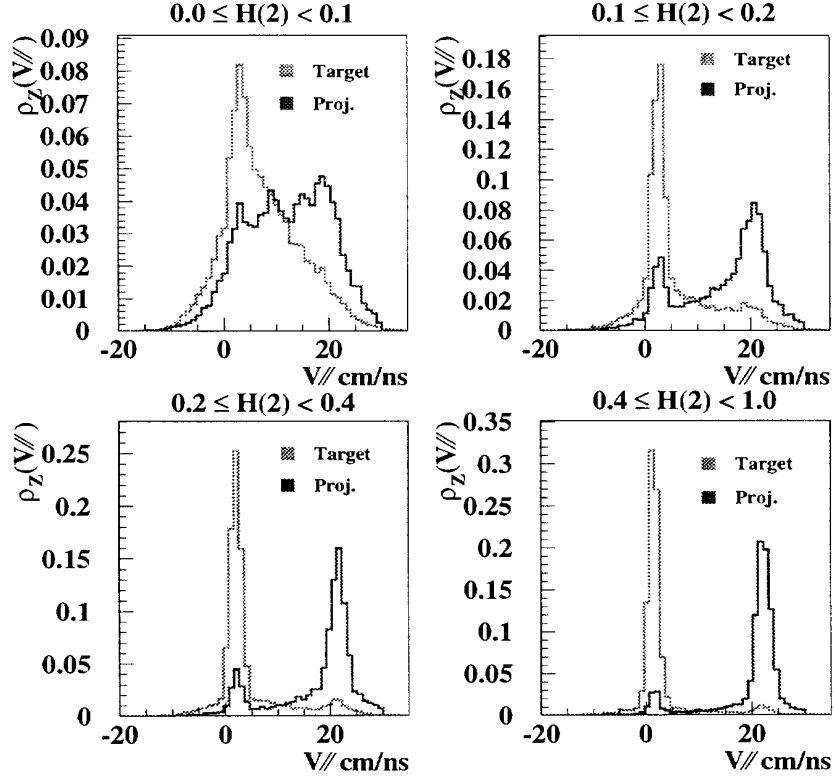 0.0 ≤ H(2) < 0.1
ρZ(V//)
0.09
0.08
0.07
0.06
0.05
0.04
0.03
0.02
0.01
0
Target
Proj.
-20
0
20
V// cm/ns
0.1 ≤ H(2) < 0.2
ρZ(V//)
0.18
0.16
0.14
0.12
0.1
0.08
0.06
0.04
0.02
0
Target
Proj.
-20
0
20
V// cm/ns
0.2 ≤ H(2) < 0.4
ρZ(V//)
0.25
0.2
0.15
0.1
0.05
0
Target
Proj.
-20
0
20
V// cm/ns
0.4 ≤ H(2) < 1.0
ρZ(V//)
0.35
0.3
0.25
0.2
0.15
0.1
0.05
0
Target
Proj.
-20
0
20
V// cm/ns